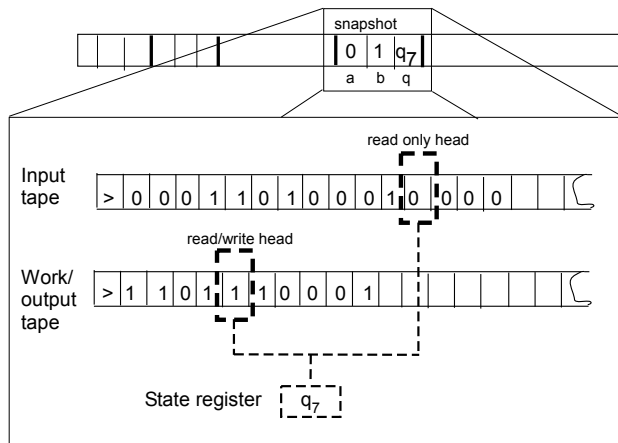 snapshot
0 1 q7
a b q
read only head
Input tape
> 0 0 0 1 1 0 1 0 0 0 1 0 0 0 0
read/write head
Work/ output tape
> 1 1 0 1 1 1 0 0 0 1
State register q7